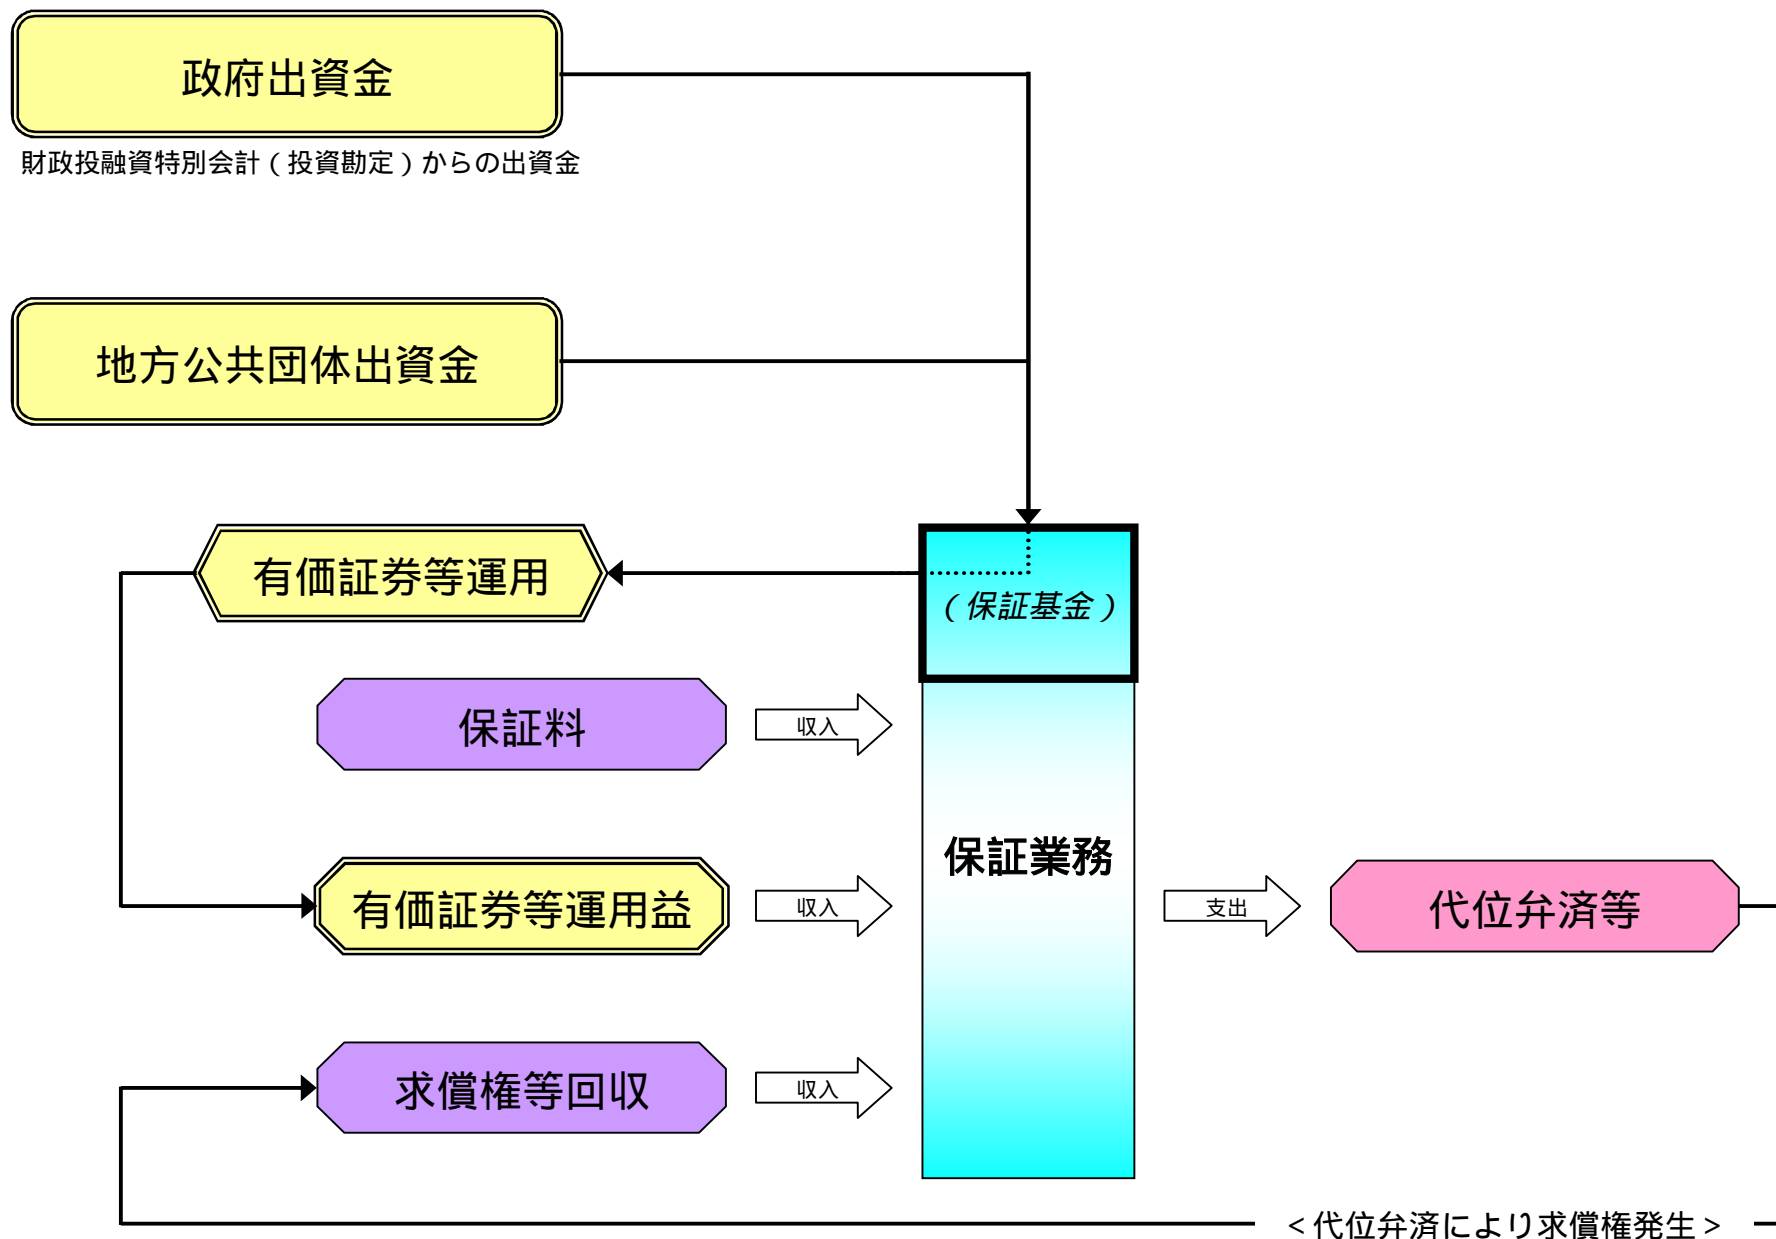 政府出資金
財政投融資特別会計（投資勘定）からの出資金
地方公共団体出資金
有価証券等運用
（保証基金）
保証料
収入
保証業務
有価証券等運用益
収入
支出
代位弁済等
求償権等回収
収入
＜代位弁済により求償権発生＞